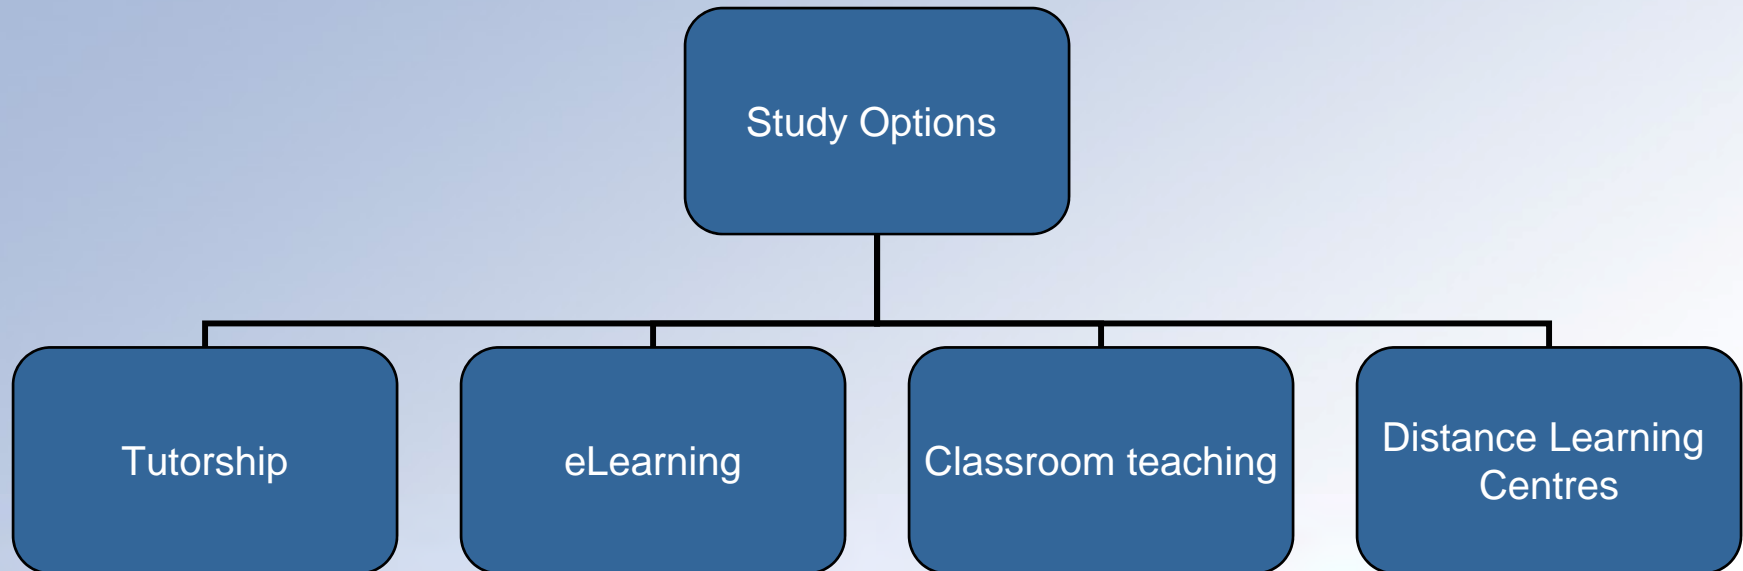 Study Options
Tutorship
eLearning
Classroom teaching
Distance Learning
Centres